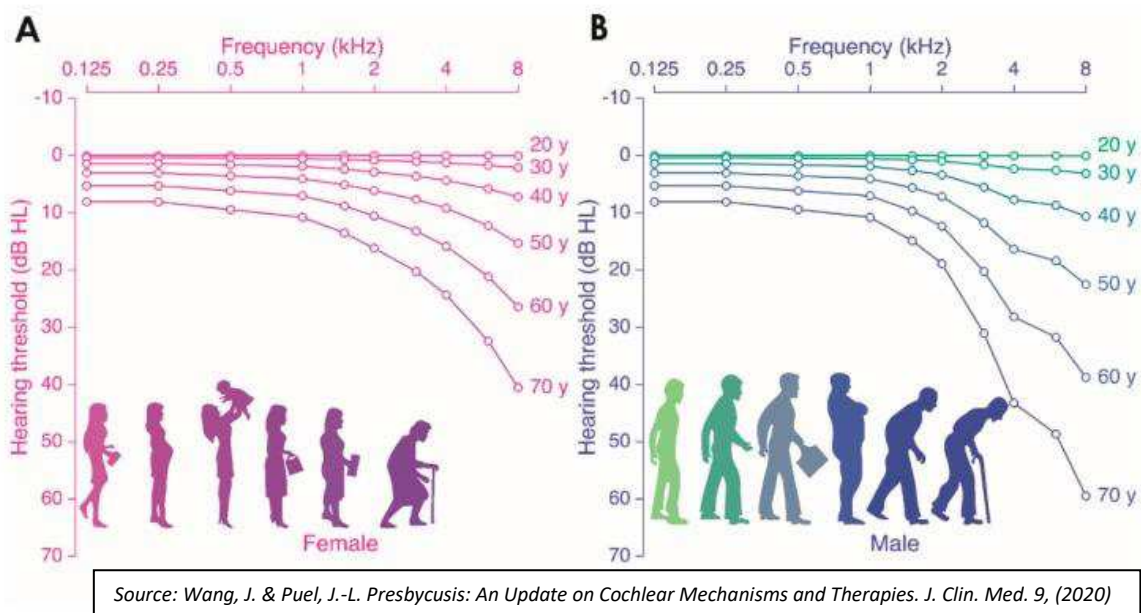 A
Frequency (kHz)
0.125 0.25 0.5 1 2 4 8
Hearing threshold (dB HL)
-10
0
10
20
30
40
50
60
70
20 y
30 y
40 y
50 y
60 y
70 y
Female
B
Frequency (kHz)
0.125 0.25 0.5 1 2 4 8
Hearing threshold (dB HL)
-10
0
10
20
30
40
50
60
70
20 y
30 y
40 y
50 y
60 y
70 y
Male
Source: Wang, J. & Puel, J.-L. Presbycusis: An Update on Cochlear Mechanisms and Therapies. J. Clin. Med. 9, (2020)